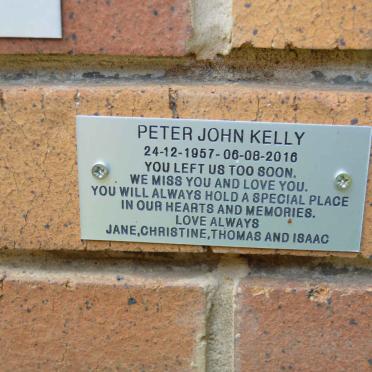 PETER JOHN KELLY
24-12-1957-06-08-2016
YOU LEFT US TOO SOON.
WE MISS YOU AND LOVE YOU.
YOU WILL ALWAYS HOLD A SPECIAL PLACE
IN OUR HEARTS AND MEMORIES.
LOVE ALWAYS
JANE,CHRISTINE,THOMAS AND ISAAC